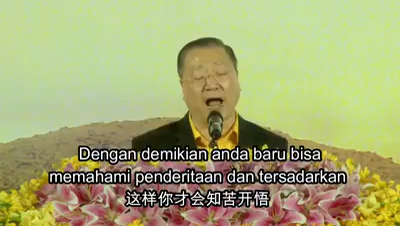 Dengan demikian anda baru bisa
memahami penderitaan dan tersadarkan
这样你才会知苦开悟